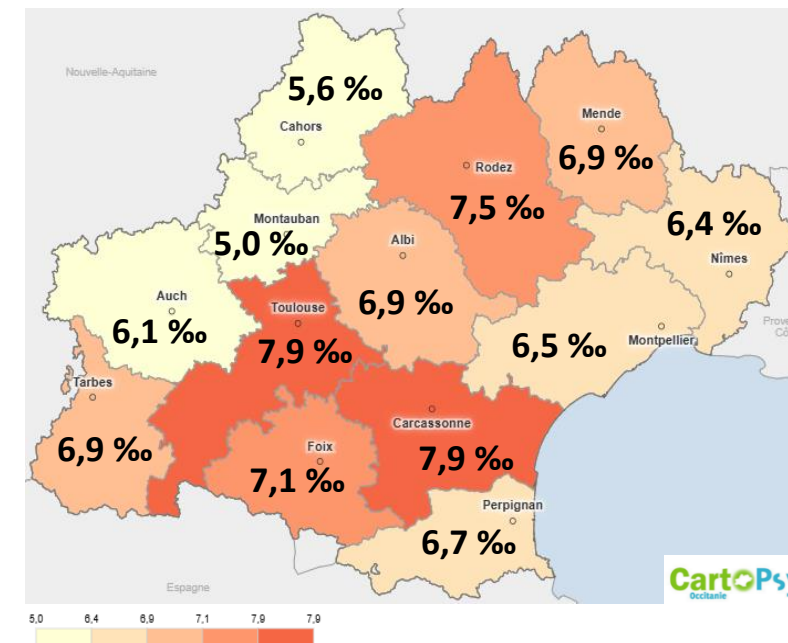 Nouvelle-Aquitaine
5,6 ‰
Cahors
Mende
6,9 ‰
Rodez
7,5 ‰
Montauban
5,0 ‰
Albi
6,9 ‰
6,4 ‰
Nîmes
Auch
6,1 ‰
Toulouse
7,9 ‰
6,5 ‰
Montpellier
Tarbes
6,9 ‰
Carcassonne
7,9 ‰
Foix
7,1 ‰
Perpignan
6,7 ‰
Espagne
CartoPsy
Occitanie
5,0 6,4 6,9 7,1 7,9 7,9